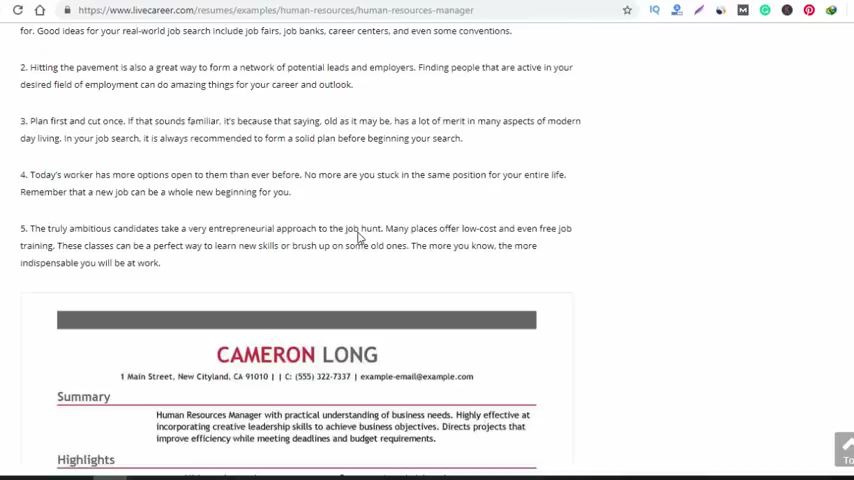 https://www.livecareer.com/resumes/examples/human-resources/human-resources-manager
for. Good ideas for your real-world job search include job fairs, job banks, career centers, and even some conventions.
2. Hitting the pavement is also a great way to form a network of potential leads and employers. Finding people that are active in your
desired field of employment can do amazing things for your career and outlook.
3. Plan first and cut once. If that sounds familiar, it's because that saying, old as it may be, has a lot of merit in many aspects of modern
day living. In your job search, it is always recommended to form a solid plan before beginning your search.
4. Today's worker has more options open to them than ever before. No more are you stuck in the same position for your entire life.
Remember that a new job can be a whole new beginning for you.
5. The truly ambitious candidates take a very entrepreneurial approach to the job hunt. Many places offer low-cost and even free job
training. These classes can be a perfect way to learn new skills or brush up on some old ones. The more you know, the more
indispensable you will be at work.
CAMERON LONG
1 Main Street, New Cityland, CA 91010 | | C: (555) 322-7337 | example-email@example.com
Summary
Human Resources Manager with practical understanding of business needs. Highly effective at
incorporating creative leadership skills to achieve business objectives. Directs projects that
improve efficiency while meeting deadlines and budget requirements.
To
Highlights